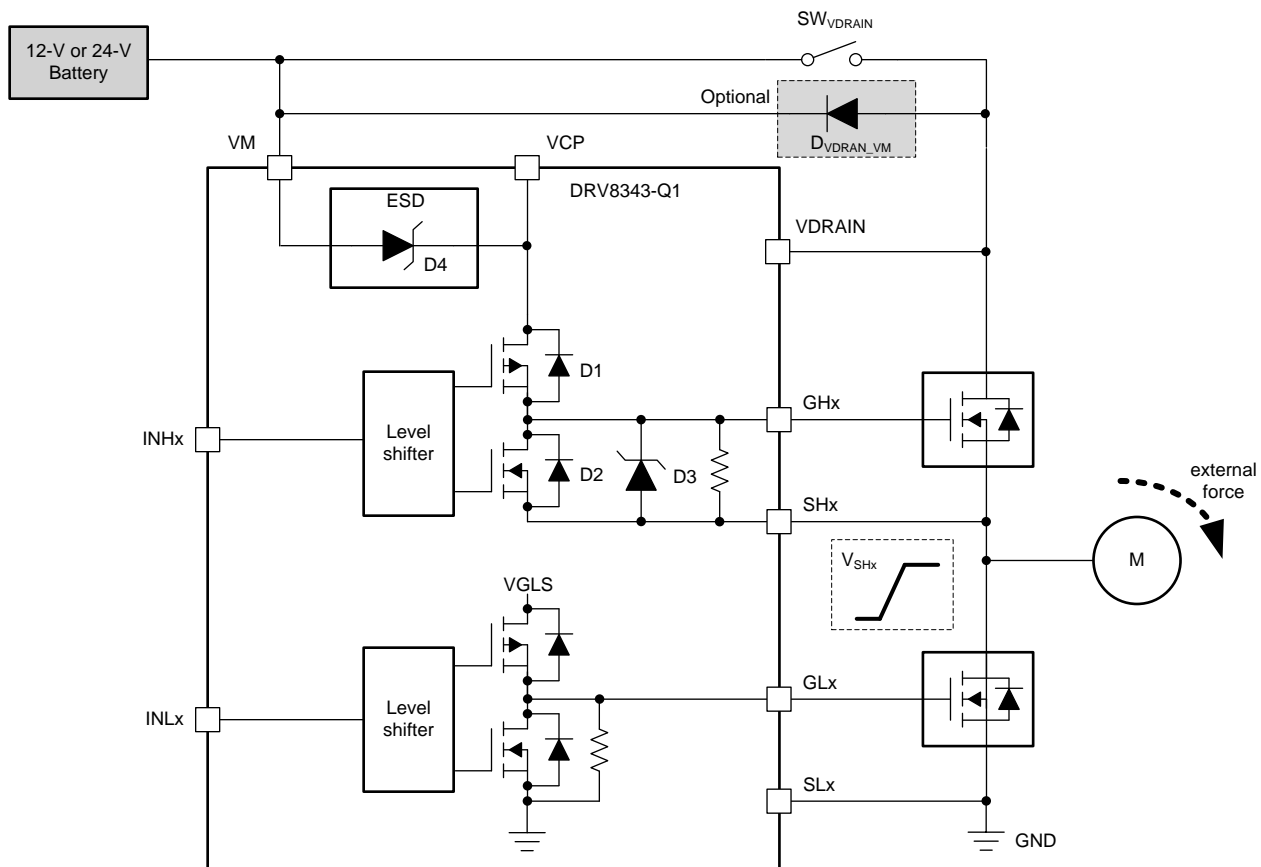 SWVDRAIN
12-V or 24-V
Battery
Optional
DVDRAN_VM
VM
VCP
ESD
DRV8343-Q1
D4
VDRAIN
D1
GHx
INHx
Level
shifter
D2
D3
external
force
SHx
M
VSHx
VGLS
GLx
INLx
Level
shifter
SLx
GND